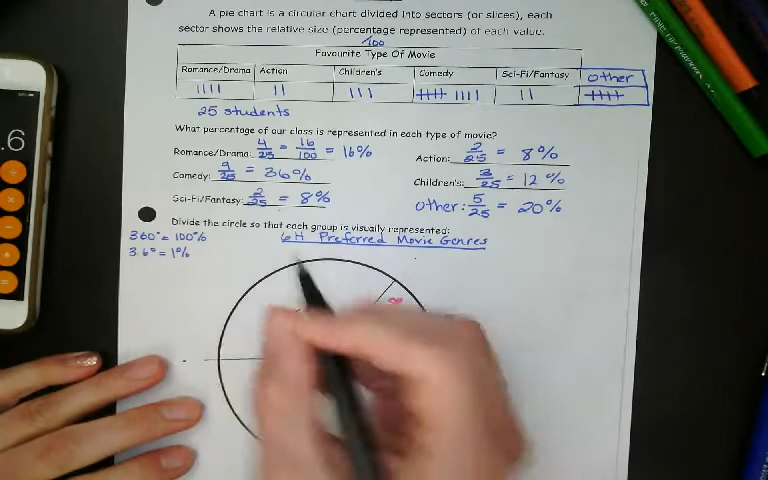 A pie chart is a circular chart divided into sectors (or slices), each
sector shows the relative size (percentage represented) of each value.
/100
Favourite Type Of Movie
Romance/Drama Action Children's Comedy Sci-Fi/Fantasy other
25 students
What percentage of our class is represented in each type of movie?
Romance/Drama: 4/25 = 16/100 = 16% Action: 2/25 = 8%
Comedy: 9/25 = 36% Children's: 3/25 = 12%
Sci-Fi/Fantasy: 2/25 = 8% other: 5/25 = 20%
Divide the circle so that each group is visually represented:
360° = 100% 6H Preferred Movie Genres
3.6° = 1%
.6